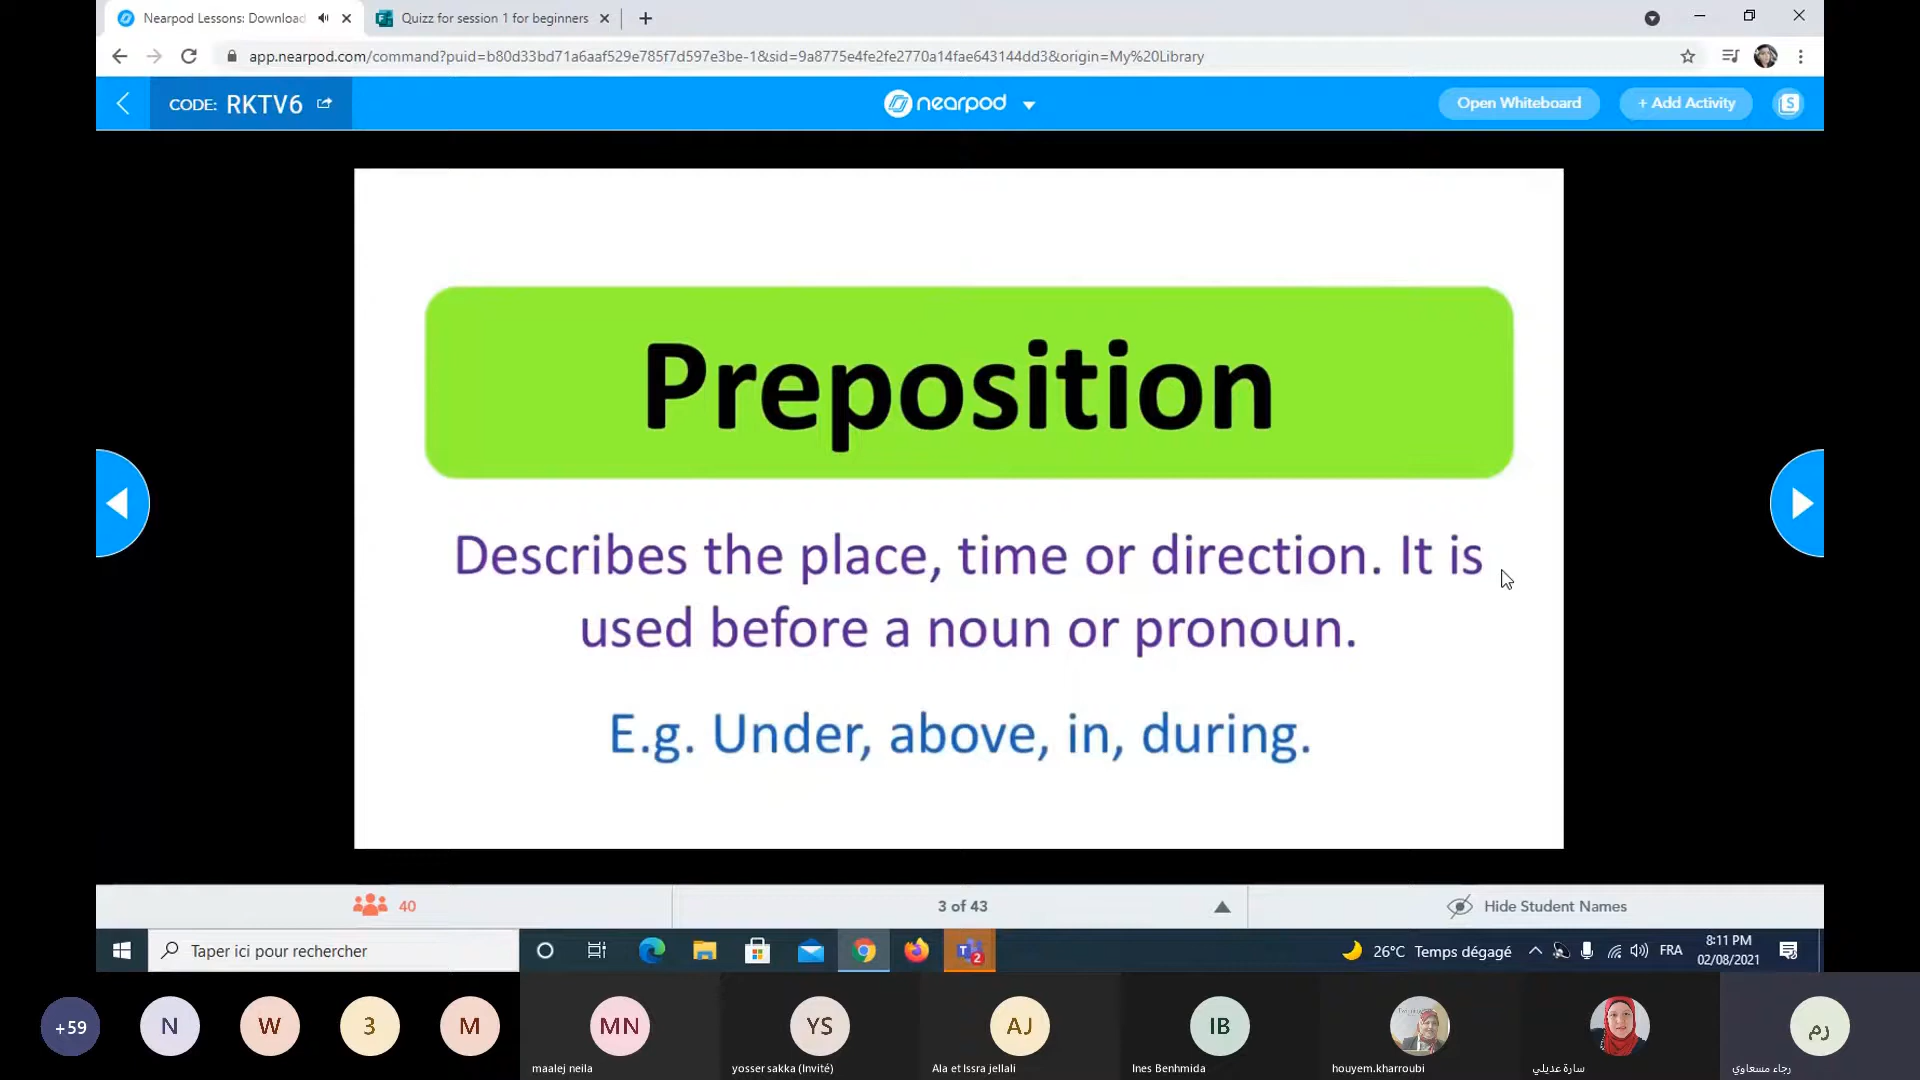 Nearpod Lessons: Download
Quizz for session 1 for beginners
app.nearpod.com/command?puid=b80d33bd71a6aaf529e785f7d597e3be-1&sid=9a8775e4fe2fe2770a14fae643144dd3&origin=My%20Library
CODE: RKTV6
nearpod
Open Whiteboard
+ Add Activity
S
Preposition
Describes the place, time or direction. It is
used before a noun or pronoun.
E.g. Under, above, in, during.
40
3 of 43
Hide Student Names
Taper ici pour rechercher
2
26°C Temps dégagé
FRA
8:11 PM
02/08/2021
+59
N
W
3
M
MN
YS
AJ
IB
رم
maalej neila
yosser sakka (Invité)
Ala et Issra jellali
Ines Benhmida
houyem.kharroubi
سارة عديلي
رجاء مسعاوي